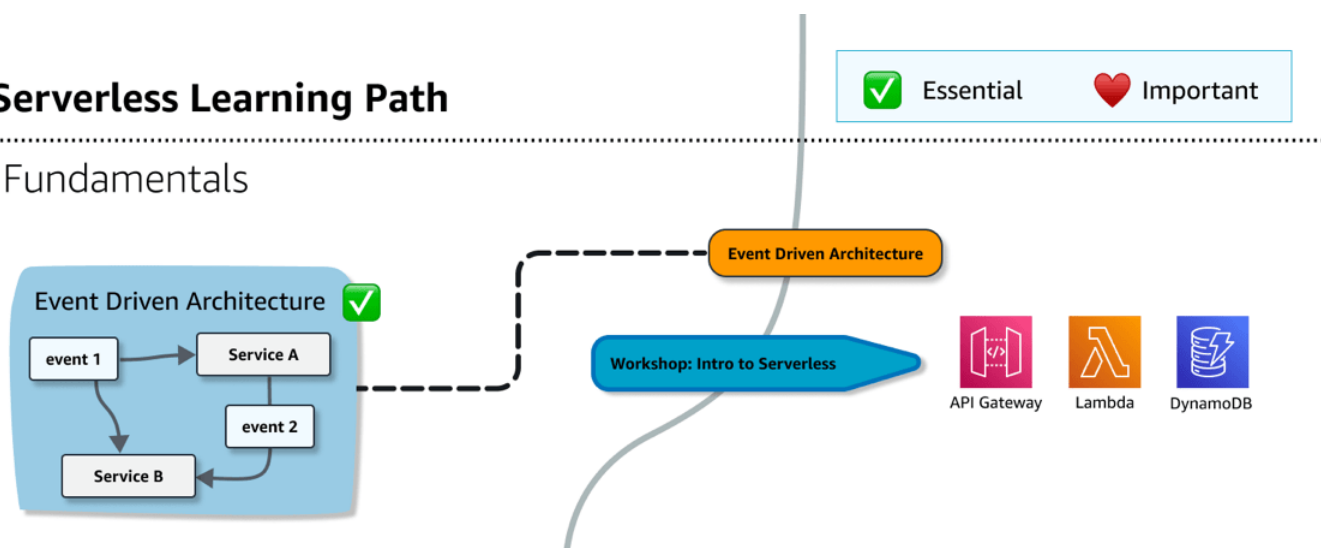 Serverless Learning Path
Essential
Important
Fundamentals
Event Driven Architecture
Event Driven Architecture
event 1
Service A
event 2
Service B
Workshop: Intro to Serverless
API Gateway
Lambda
DynamoDB